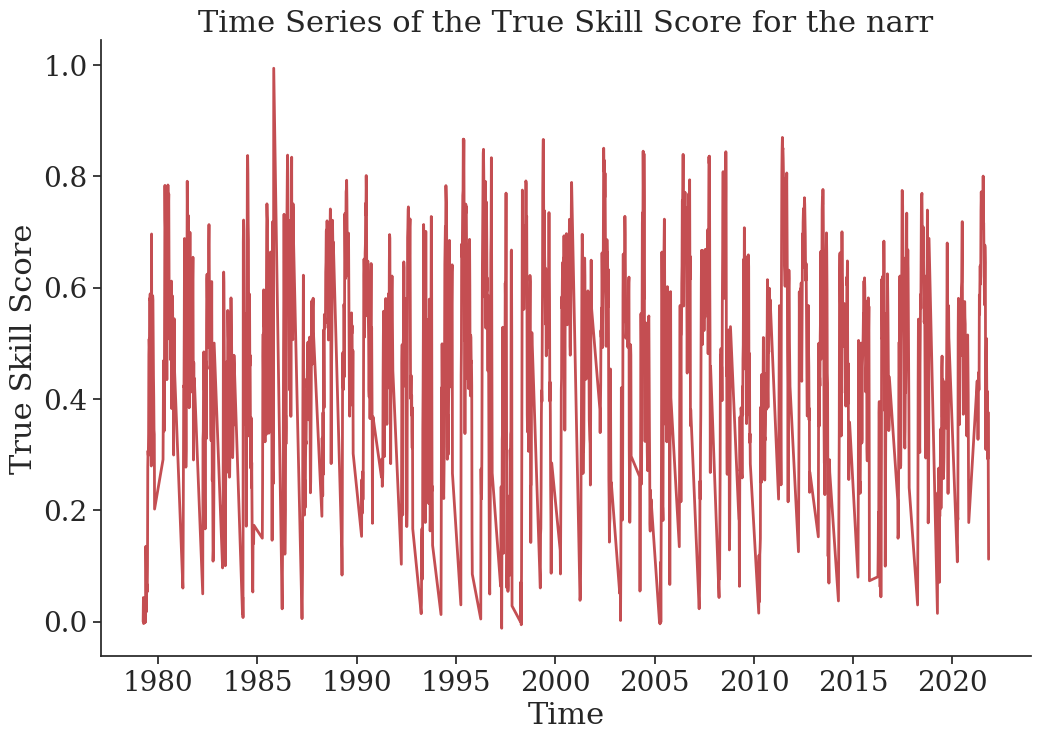 Time Series of the True Skill Score for the narr
True Skill Score
1.0
0.8
0.6
0.4
0.2
0.0
1980 1985 1990 1995 2000 2005 2010 2015 2020
Time